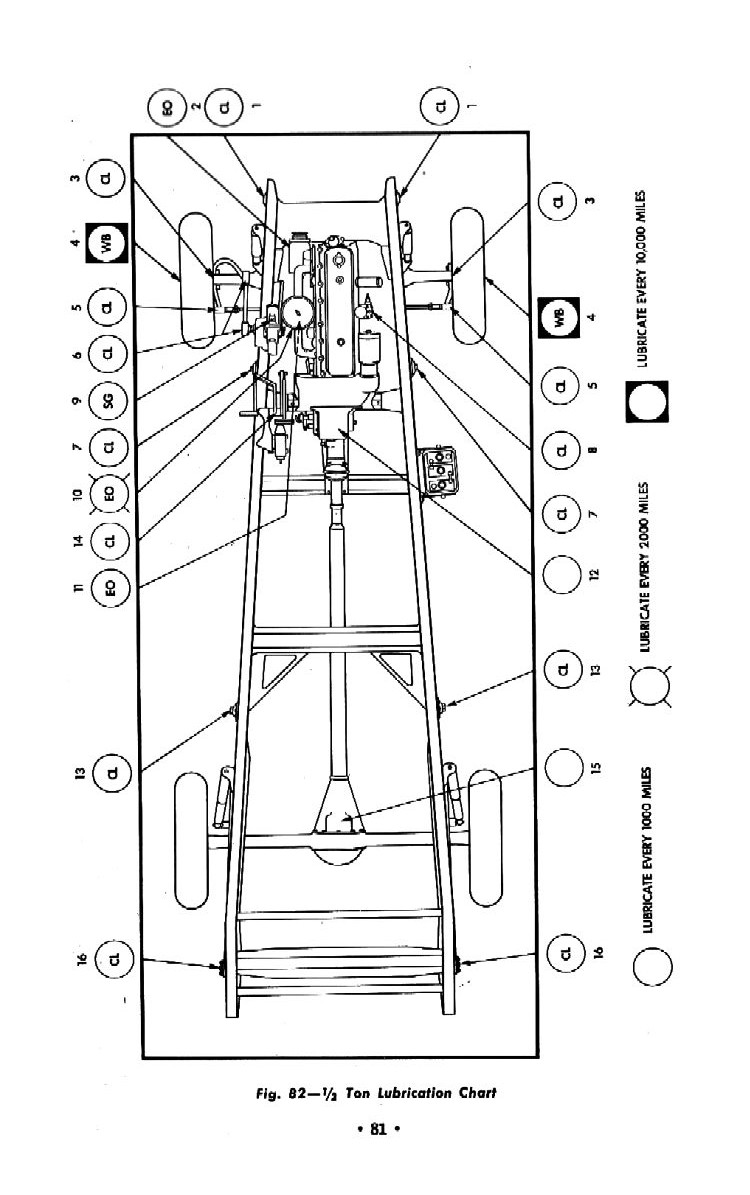 EO
2
CL
1
CL
1
3
CL
4
WB
5
CL
6
CL
9
SG
7
CL
10
EO
14
CL
11
EO
13
CL
16
CL
CL
3
WB
4
CL
5
CL
8
CL
7
12
CL
13
15
CL
16
LUBRICATE EVERY 10,000 MILES
LUBRICATE EVERY 2000 MILES
LUBRICATE EVERY 1000 MILES
Fig. 82—½ Ton Lubrication Chart
• 81 •